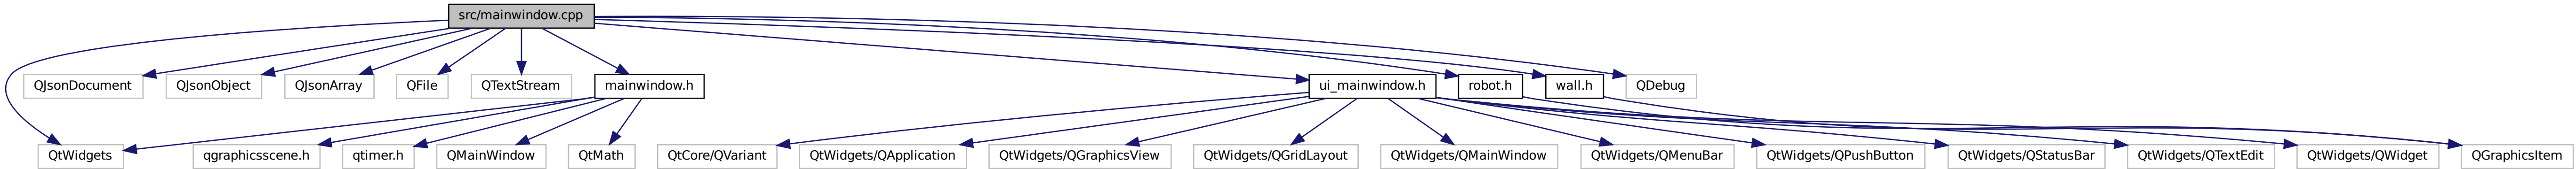 src/mainwindow.cpp
QJsonDocument
QJsonObject
QJsonArray
QFile
QTextStream
mainwindow.h
ui_mainwindow.h
robot.h
wall.h
QDebug
QtWidgets
qgraphicsscene.h
qtimer.h
QMainWindow
QtMath
QtCore/QVariant
QtWidgets/QApplication
QtWidgets/QGraphicsView
QtWidgets/QGridLayout
QtWidgets/QMainWindow
QtWidgets/QMenuBar
QtWidgets/QPushButton
QtWidgets/QStatusBar
QtWidgets/QTextEdit
QtWidgets/QWidget
QGraphicsItem